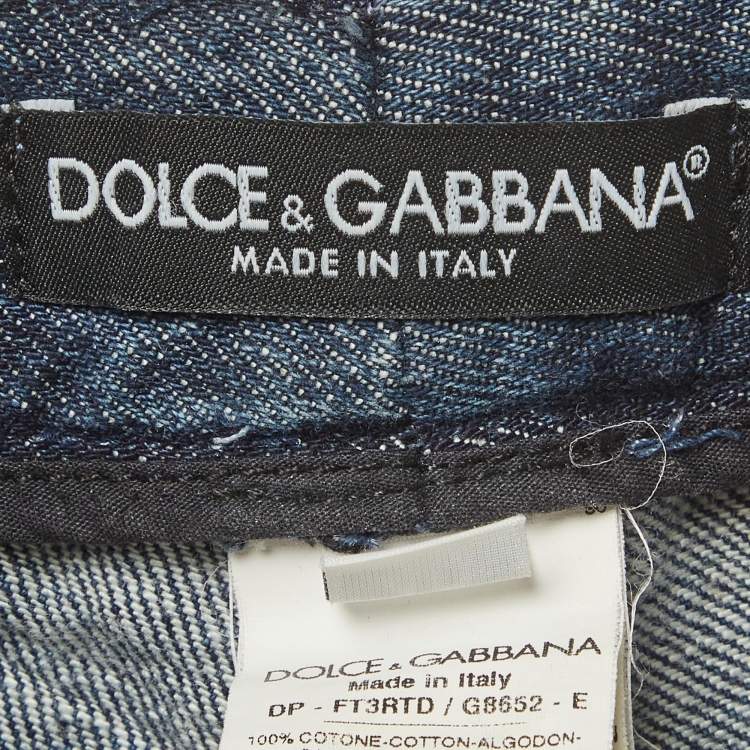 DOLCE & GABBANA®
MADE IN ITALY
DOLCE & GABBANA
Made in Italy
DP - FT3RTD / G8652 - E
100% COTONE-COTTON-ALGODON-